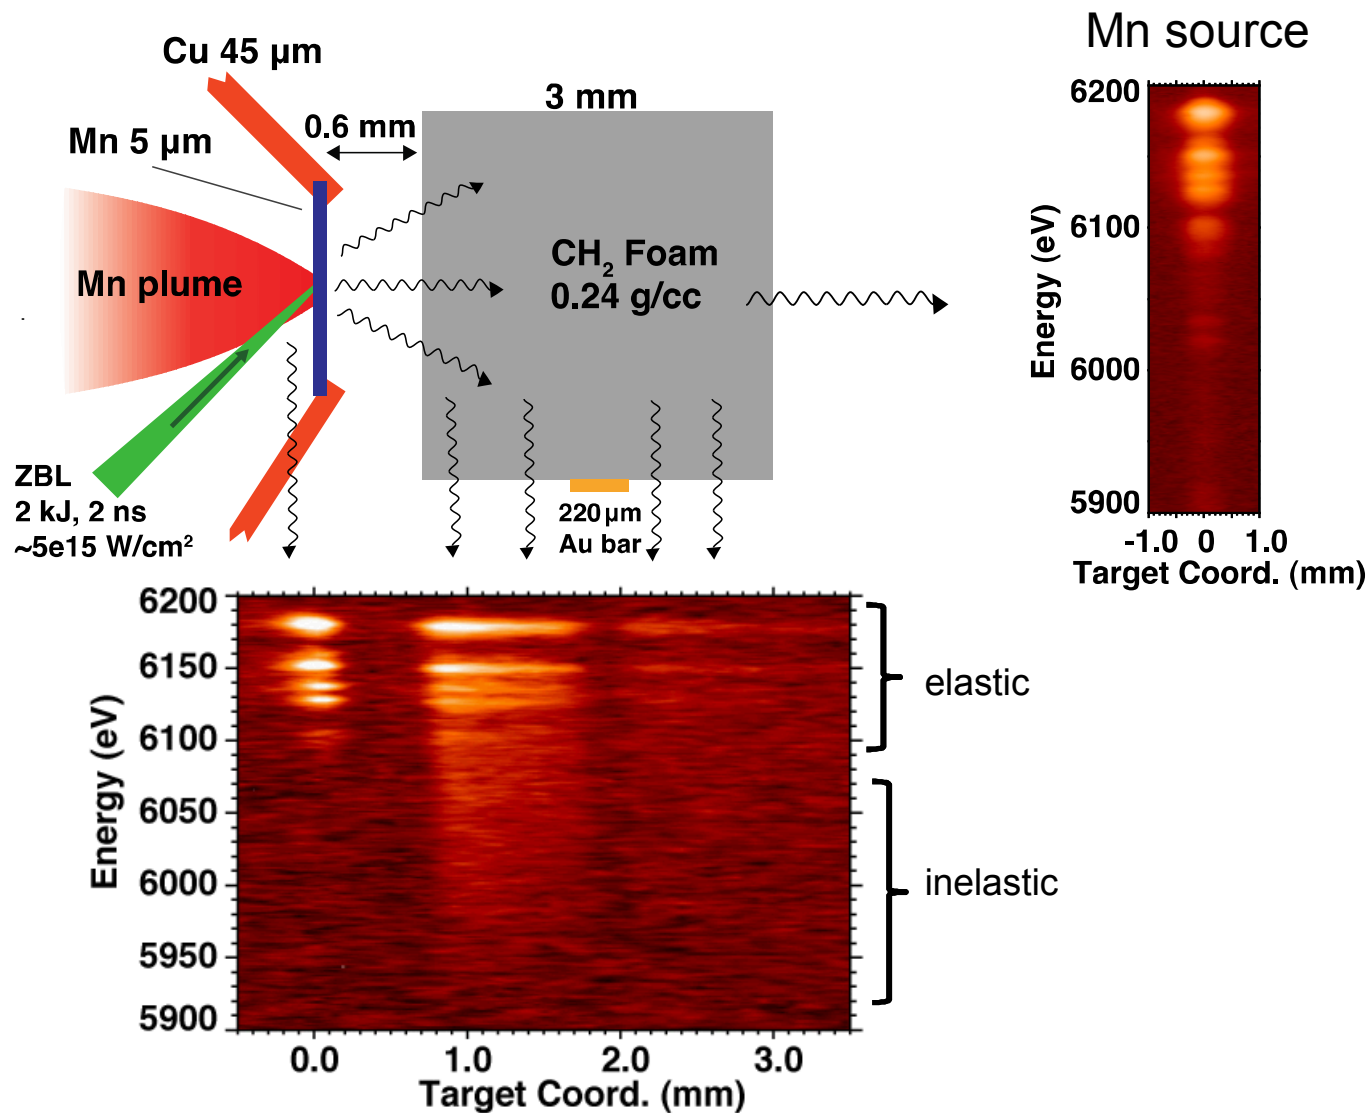 Mn source
Cu 45 µm
3 mm
0.6 mm
Mn 5 µm
CH₂ Foam
0.24 g/cc
Mn plume
ZBL
2 kJ, 2 ns
~5e15 W/cm²
220 µm
Au bar
6200
6100
6000
5900
Energy (eV)
-1.0 0 1.0
Target Coord. (mm)
6200
6150
6100
6050
6000
5950
5900
Energy (eV)
0.0 1.0 2.0 3.0
Target Coord. (mm)
elastic
inelastic